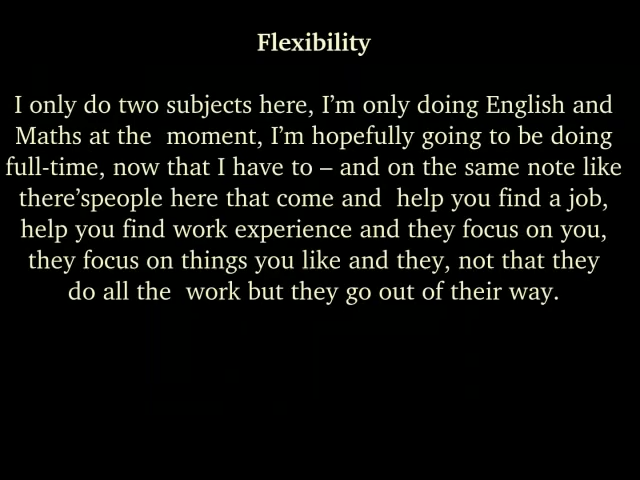 Flexibility
I only do two subjects here, I’m only doing English and
Maths at the  moment, I’m hopefully going to be doing
full-time, now that I have to – and on the same note like
there’speople here that come and  help you find a job,
help you find work experience and they focus on you,
they focus on things you like and they, not that they
do all the  work but they go out of their way.